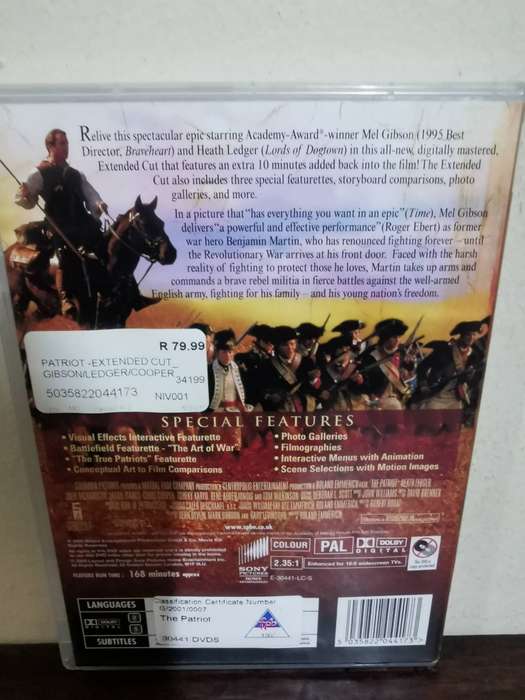 Relive this spectacular epic starring Academy-Award®-winner Mel Gibson (1995 Best
Director, Braveheart) and Heath Ledger (Lords of Dogtown) in this all-new, digitally mastered,
Extended Cut that features an extra 10 minutes added back into the film! The Extended
Cut also includes three special featurettes, storyboard comparisons, photo
galleries, and more.
In a picture that "has everything you want in an epic" (Time), Mel Gibson
delivers "a powerful and effective performance" (Roger Ebert) as former
war hero Benjamin Martin, who has renounced fighting forever – until
the Revolutionary War arrives at his front door. Faced with the harsh
reality of fighting to protect those he loves, Martin takes up arms and
commands a brave rebel militia in fierce battles against the well-armed
English army, fighting for his family – and his young nation's freedom.
R 79.99
PATRIOT -EXTENDED CUT_
GIBSON/LEDGER/COOPER
34199
5035822044173 NIV001
SPECIAL FEATURES
• Visual Effects Interactive Featurette
• Battlefield Featurette - "The Art of War"
• "The True Patriots" Featurette
• Conceptual Art to Film Comparisons
• Photo Galleries
• Filmographies
• Interactive Menus with Animation
• Scene Selections with Motion Images
www.sphe.co.uk
FEATURE RUN TIME : 168 minutes approx
SONY
PICTURES
COLOUR PAL DOLBY
DIGITAL
2.35:1 Enhanced for 16:9 widescreen TVs.
E-30441-LC-S
LANGUAGES
SUBTITLES
Classification Certificate Number
G/2001/0007
The Patriot
30441 DVDS
5 035822 044173 >